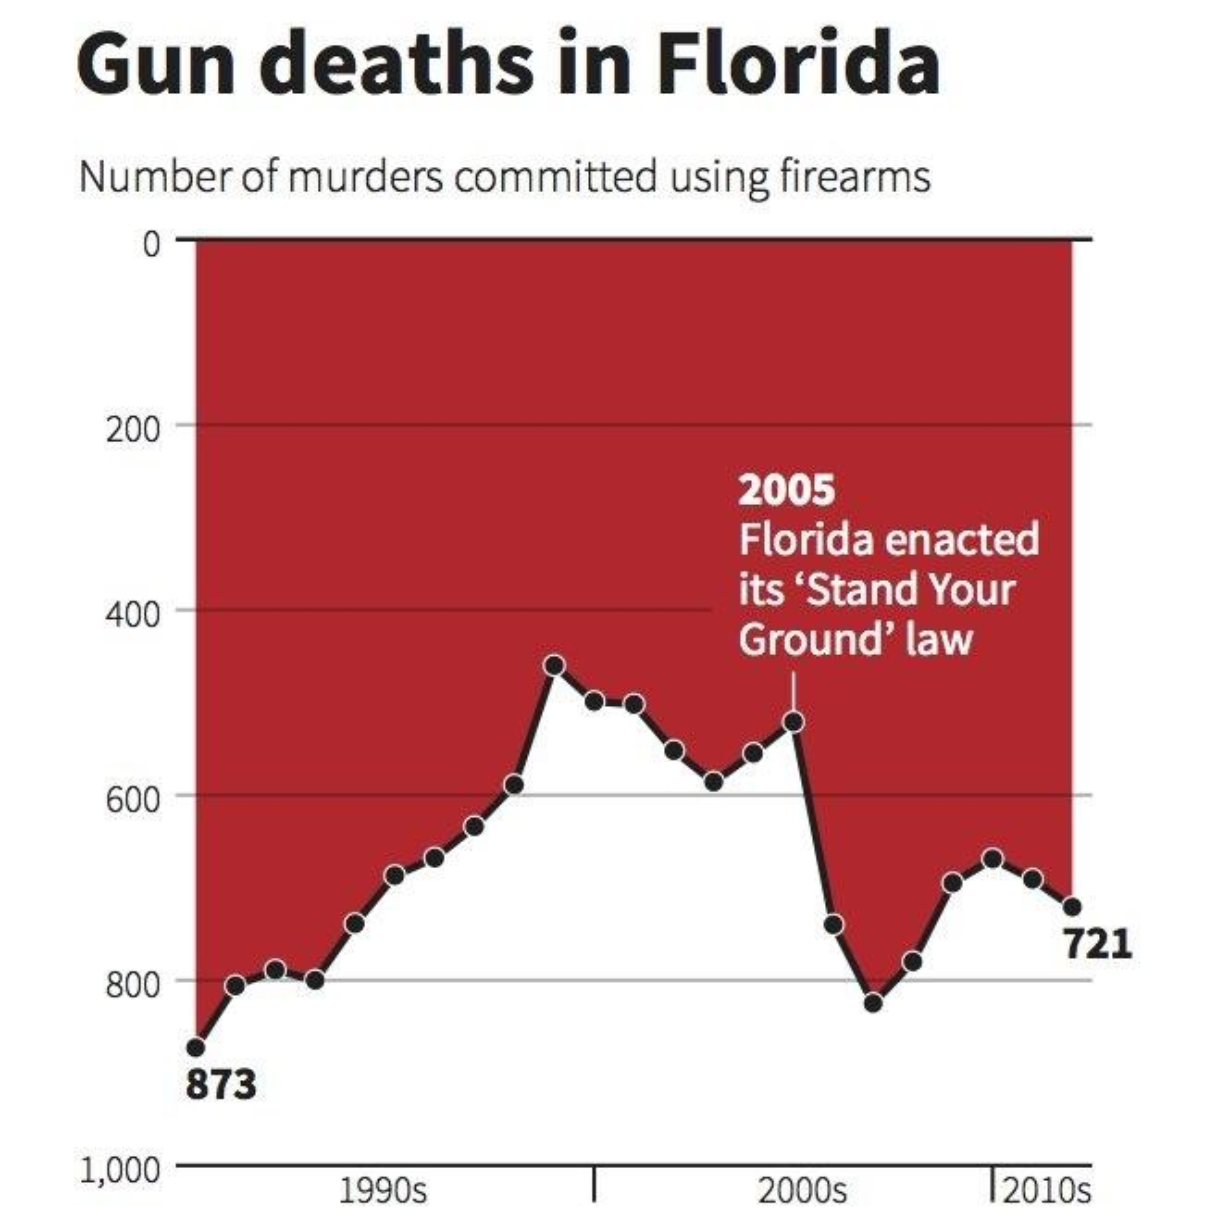 Gun deaths in Florida
Number of murders committed using firearms
0
200
2005
Florida enacted
its ‘Stand Your
Ground’ law
400
600
721
800
873
1,000
1990s
2000s
2010s